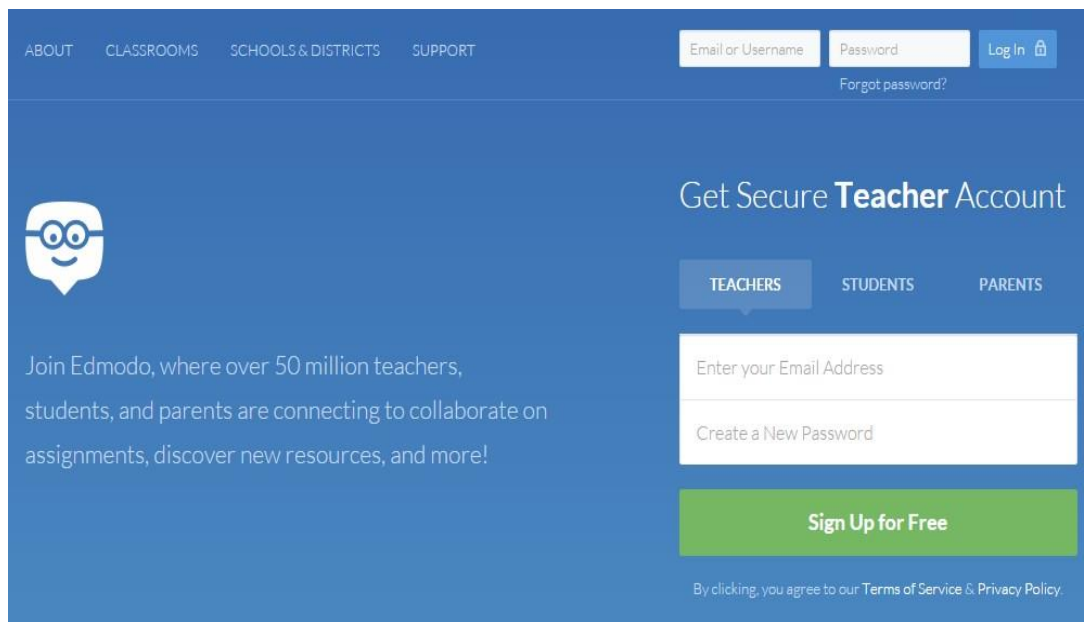 ABOUT CLASSROOMS SCHOOLS & DISTRICTS SUPPORT
Email or Username Password Log In
Forgot password?
Get Secure Teacher Account
TEACHERS STUDENTS PARENTS
Join Edmodo, where over 50 million teachers,
students, and parents are connecting to collaborate on
assignments, discover new resources, and more!
Enter your Email Address
Create a New Password
Sign Up for Free
By clicking, you agree to our Terms of Service & Privacy Policy.